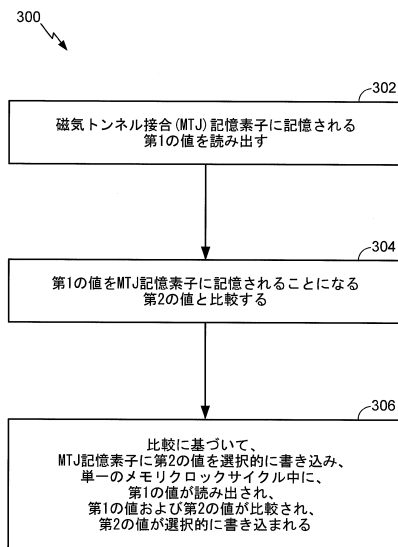 300
302
磁気トンネル接合(MTJ)記憶素子に記憶される
第1の値を読み出す
304
第1の値をMTJ記憶素子に記憶されることになる
第2の値と比較する
306
比較に基づいて、
MTJ記憶素子に第2の値を選択的に書き込み、
単一のメモリクロックサイクル中に、
第1の値が読み出され、
第1の値および第2の値が比較され、
第2の値が選択的に書き込まれる